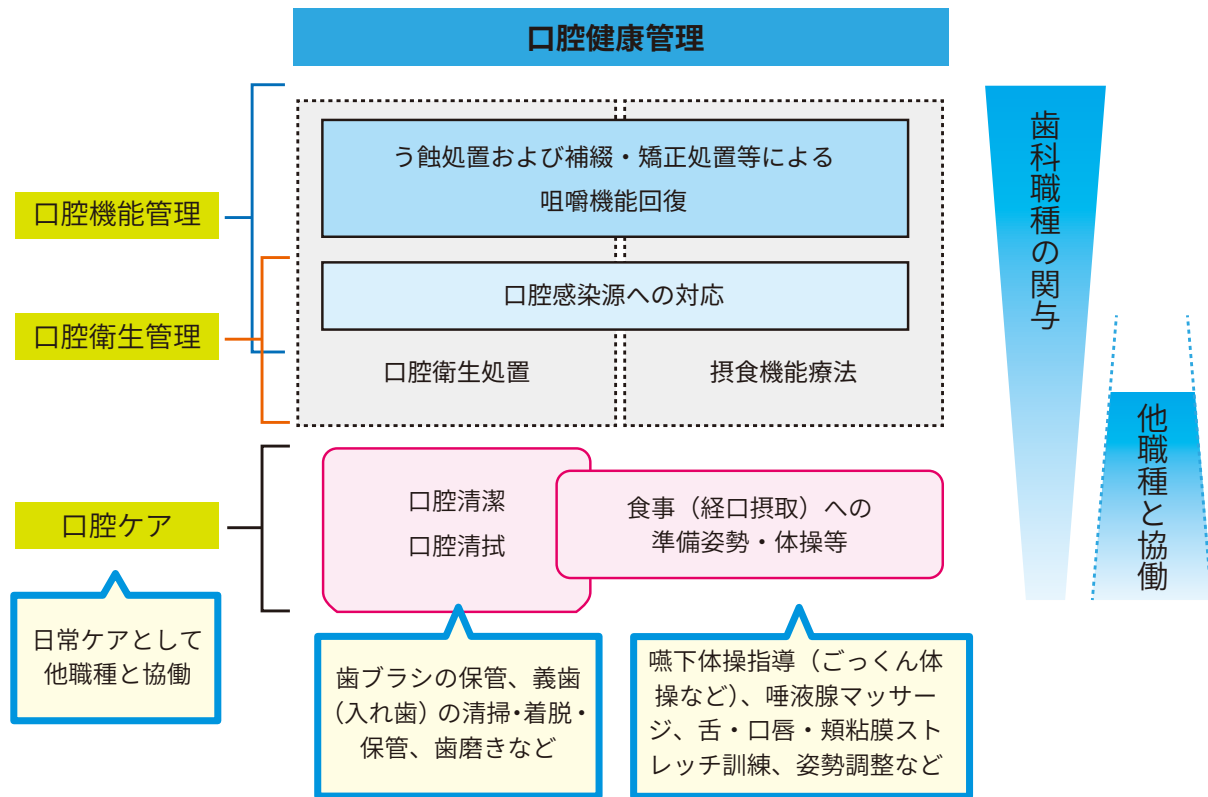 口腔健康管理
口腔機能管理
う蝕処置および補綴・矯正処置等による
咀嚼機能回復
口腔衛生管理
口腔感染源への対応
口腔衛生処置
摂食機能療法
歯科職種の関与
他職種と協働
口腔ケア
口腔清潔
口腔清拭
食事（経口摂取）への
準備姿勢・体操等
日常ケアとして
他職種と協働
歯ブラシの保管、義歯
（入れ歯）の清掃・着脱・
保管、歯磨きなど
嚥下体操指導（ごっくん体
操など）、唾液腺マッサー
ジ、舌・口唇・頬粘膜スト
レッチ訓練、姿勢調整など